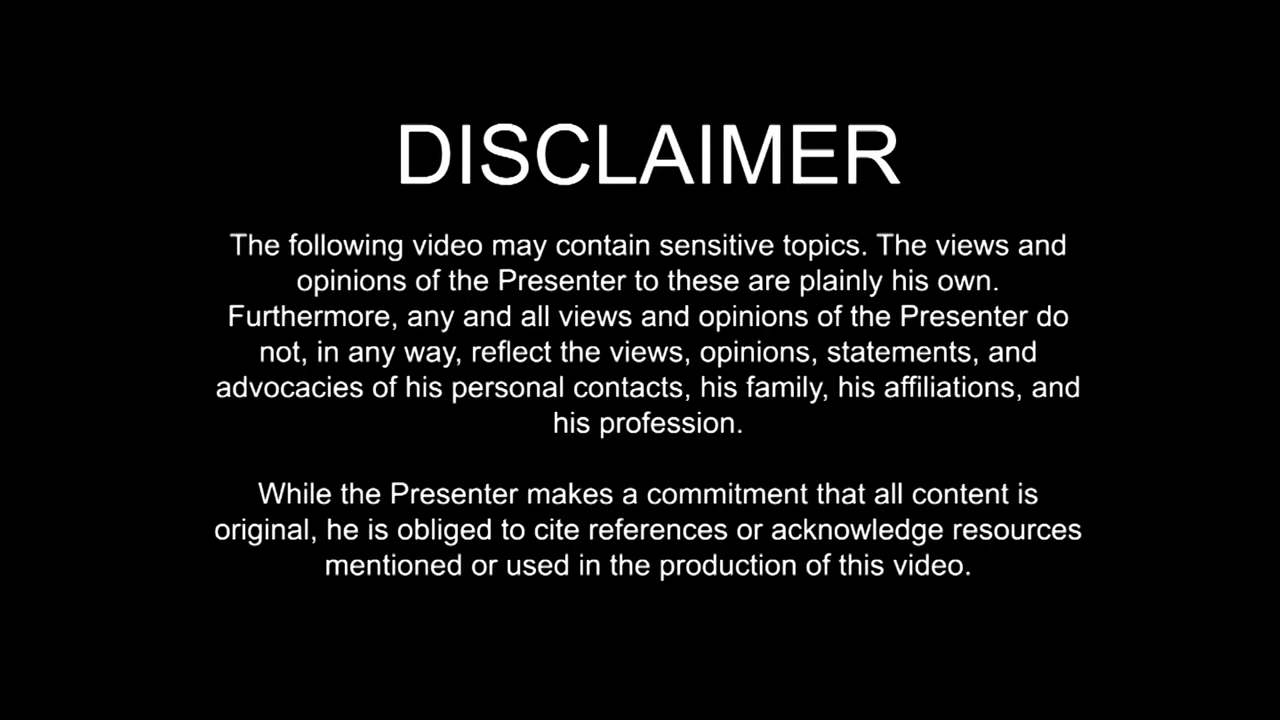 DISCLAIMER
The following video may contain sensitive topics. The views and
opinions of the Presenter to these are plainly his own.
Furthermore, any and all views and opinions of the Presenter do
not, in any way, reflect the views, opinions, statements, and
advocacies of his personal contacts, his family, his affiliations, and
his profession.
While the Presenter makes a commitment that all content is
original, he is obliged to cite references or acknowledge resources
mentioned or used in the production of this video.